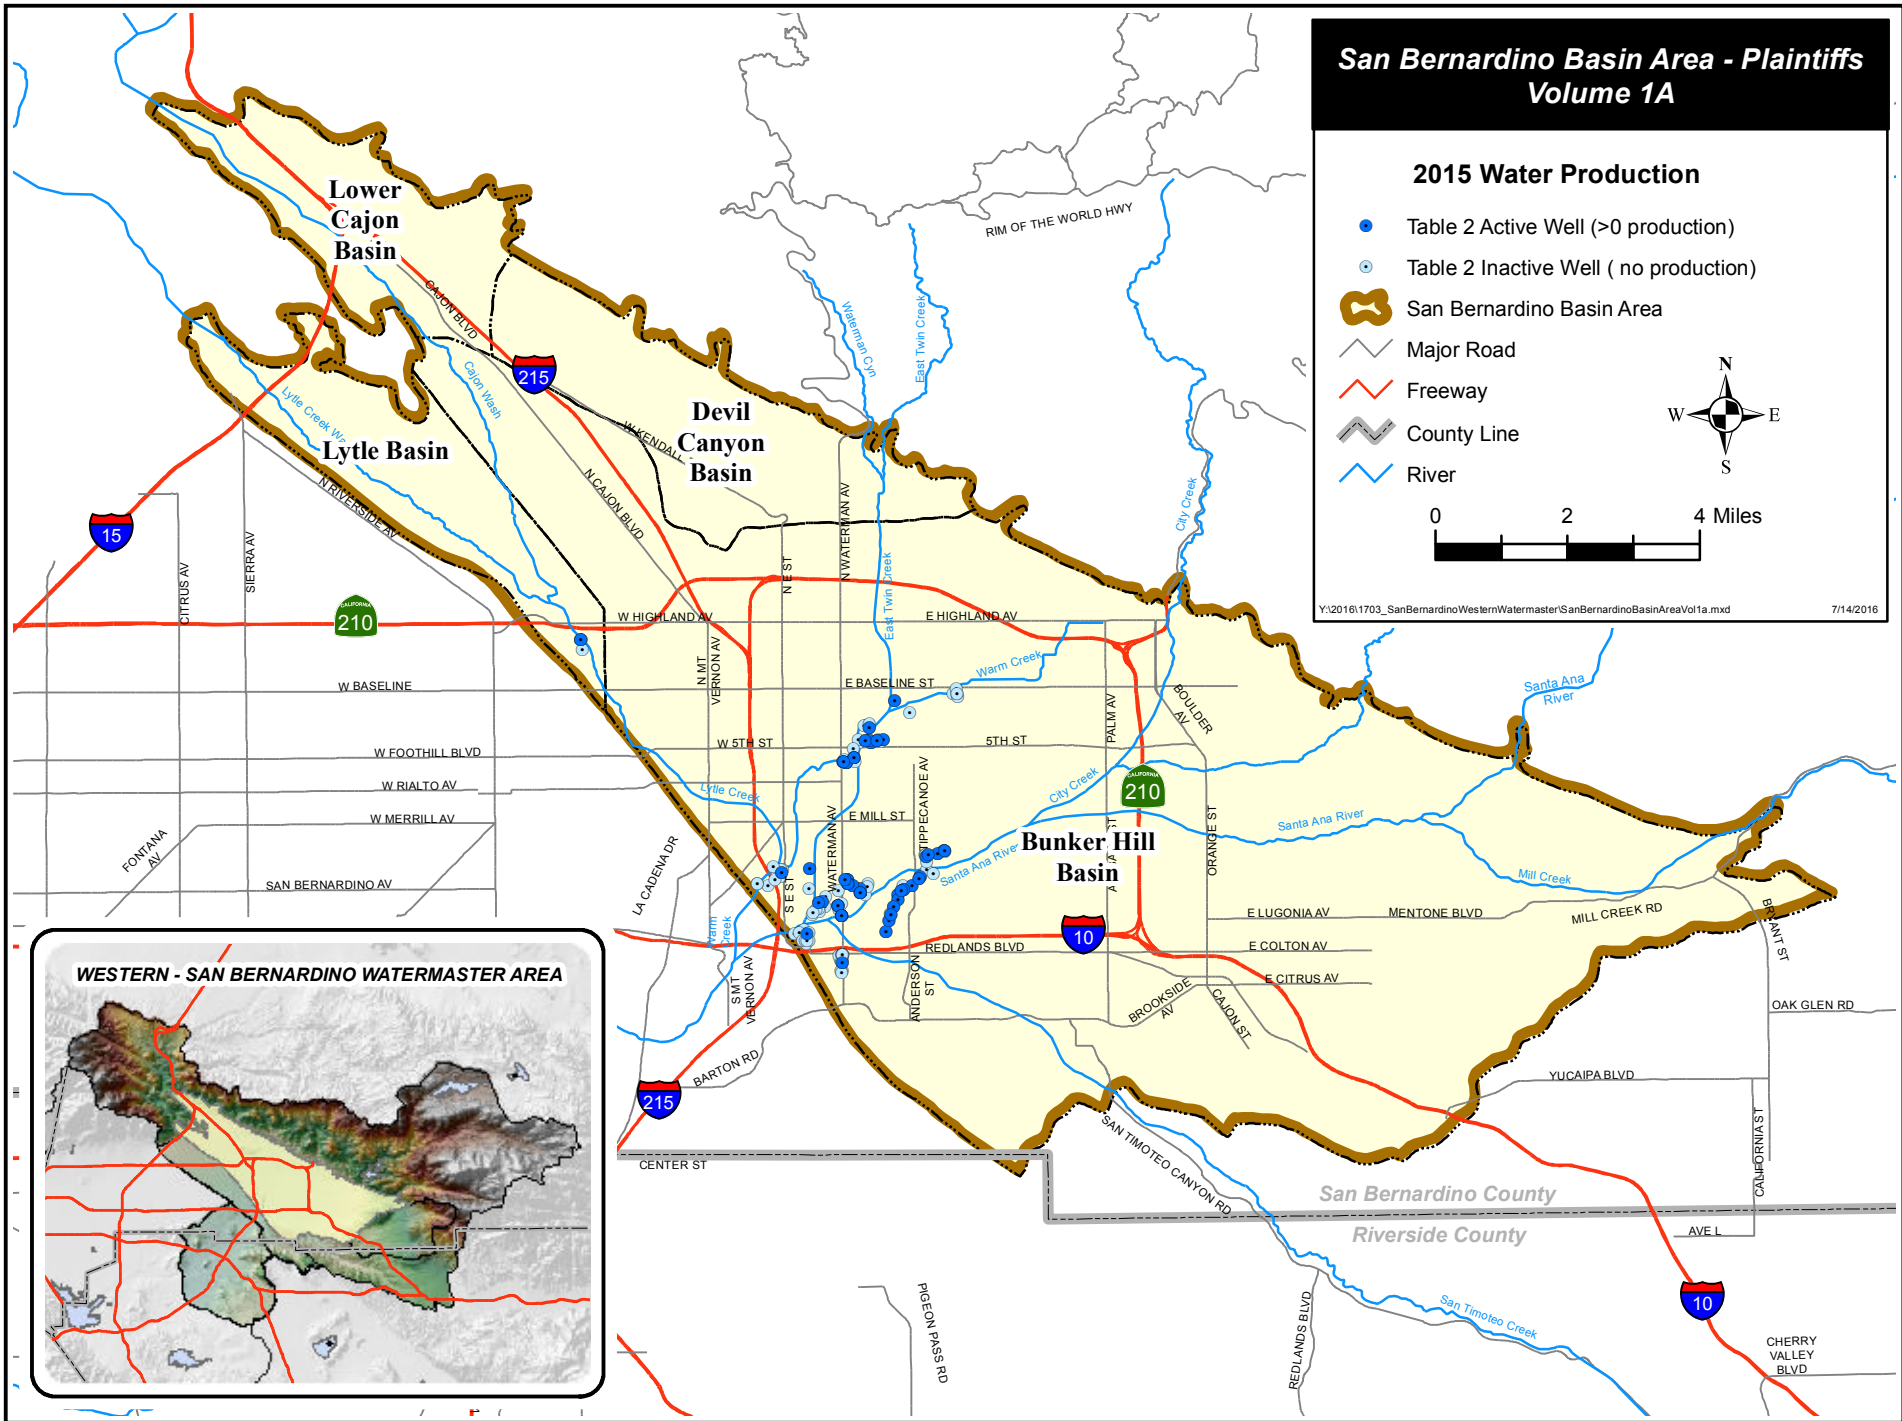 San Bernardino Basin Area - Plaintiffs
Volume 1A
2015 Water Production
Table 2 Active Well (>0 production)
Table 2 Inactive Well ( no production)
San Bernardino Basin Area
Major Road
Freeway
County Line
River
N
W
E
S
0
2
4 Miles
Y:\2016\1703_SanBernardinoWesternWatermaster\SanBernardinoBasinAreaVol1a.mxd
7/14/2016
Lower
Cajon
Basin
RIM OF THE WORLD HWY
CAJON BLVD
Waterman Cyn
East Twin Creek
215
Cajon Wash
Lytle Creek
Lytle Basin
Devil
Canyon
Basin
W KENDALL
N CAJON BLVD
N RIVERSIDE AV
N WATERMAN AV
City Creek
15
CITRUS AV
SIERRA AV
N E ST
East Twin Creek
CALIFORNIA
210
W HIGHLAND AV
E HIGHLAND AV
N MT
VERNON AV
Warm Creek
W BASELINE
E BASELINE ST
BOULDER
AV
PALM AV
Santa Ana
River
W FOOTHILL BLVD
W 5TH ST
5TH ST
W RIALTO AV
Lytle Creek
TIPPECANOE AV
City Creek
CALIFORNIA
210
W MERRILL AV
E MILL ST
WATERMAN AV
Santa Ana River
ORANGE ST
FONTANA
AV
LA CADENA DR
Bunker Hill
Basin
Santa Ana River
Mill Creek
SAN BERNARDINO AV
S E ST
Warm
Creek
E LUGONIA AV
MENTONE BLVD
MILL CREEK RD
BRYANT ST
10
REDLANDS BLVD
E COLTON AV
S MT
VERNON AV
ANDERSON
ST
E CITRUS AV
BROOKSIDE
AV
CAJON ST
OAK GLEN RD
BARTON RD
215
YUCAIPA BLVD
CALIFORNIA ST
CENTER ST
SAN TIMOTEO CANYON RD
San Bernardino County
Riverside County
AVE L
10
San Timoteo Creek
PIGEON PASS RD
REDLANDS BLVD
CHERRY
VALLEY
BLVD
WESTERN - SAN BERNARDINO WATERMASTER AREA